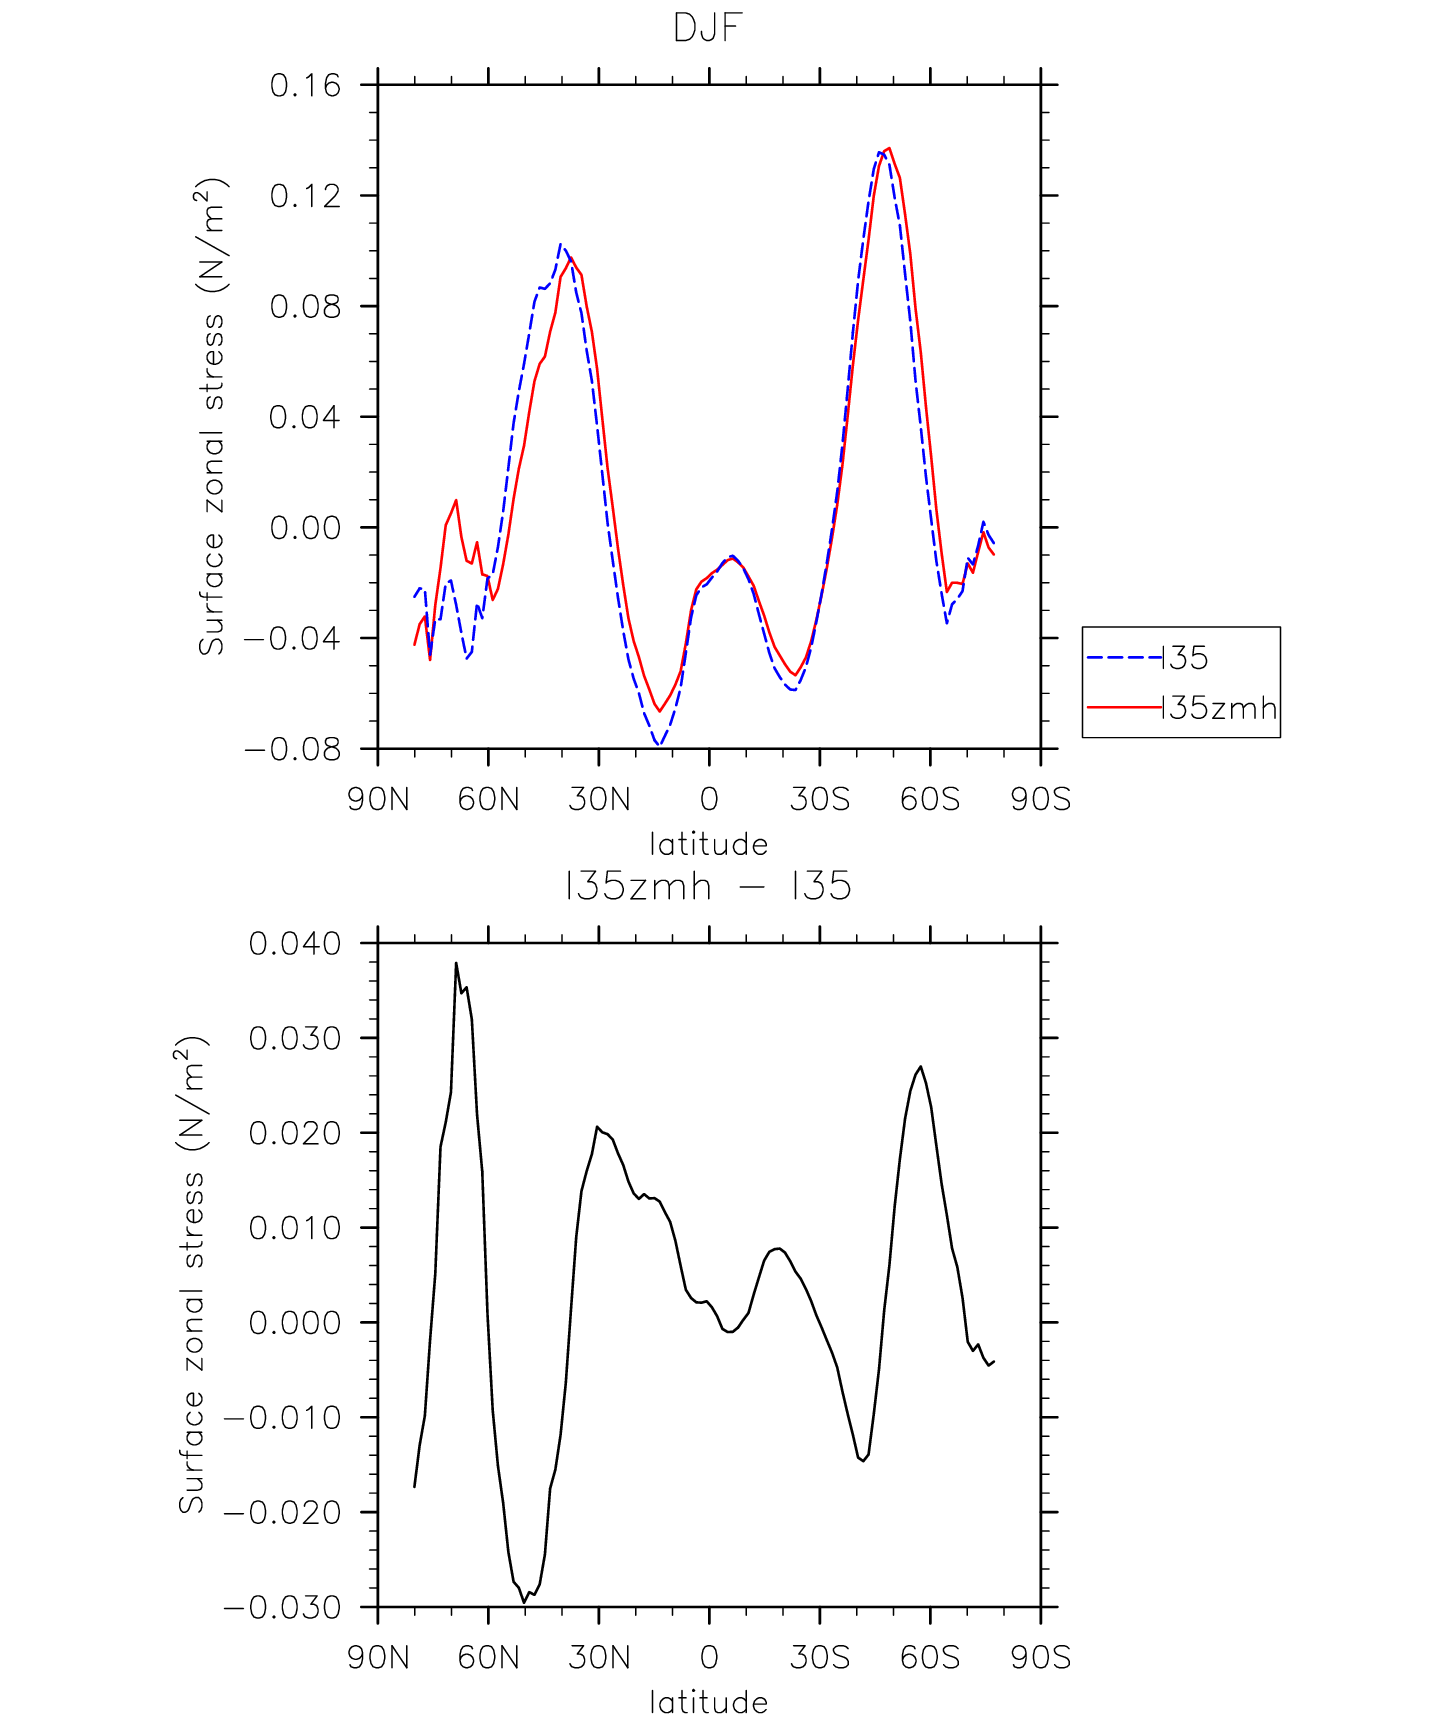 DJF
0.16
0.12
0.08
0.04
0.00
−0.04
−0.08
Surface zonal stress (N/m²)
90N 60N 30N 0 30S 60S 90S
latitude
I35
I35zmh
I35zmh − I35
0.040
0.030
0.020
0.010
0.000
−0.010
−0.020
−0.030
Surface zonal stress (N/m²)
90N 60N 30N 0 30S 60S 90S
latitude